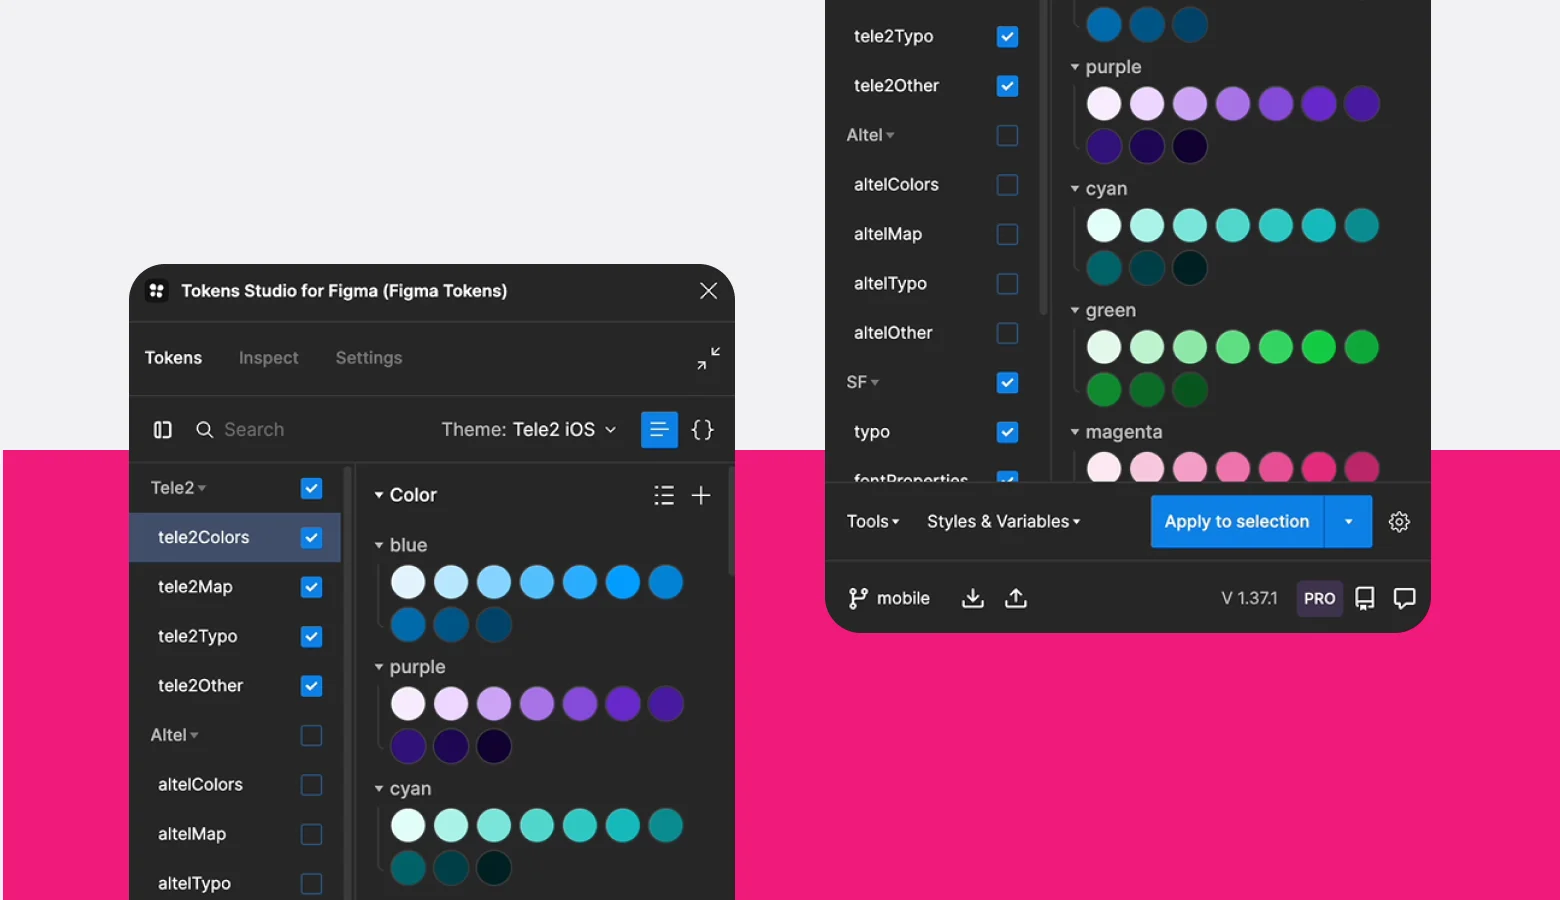 Tokens Studio for Figma (Figma Tokens)
Tokens
Inspect
Settings
Search
Theme: Tele2 iOS
{}
Tele2
tele2Colors
tele2Map
tele2Typo
tele2Other
Altel
altelColors
altelMap
altelTypo
Color
blue
purple
cyan
tele2Typo
tele2Other
Altel
altelColors
altelMap
altelTypo
altelOther
SF
typo
fontProperties
purple
cyan
green
magenta
Tools
Styles & Variables
Apply to selection
mobile
V 1.37.1
PRO